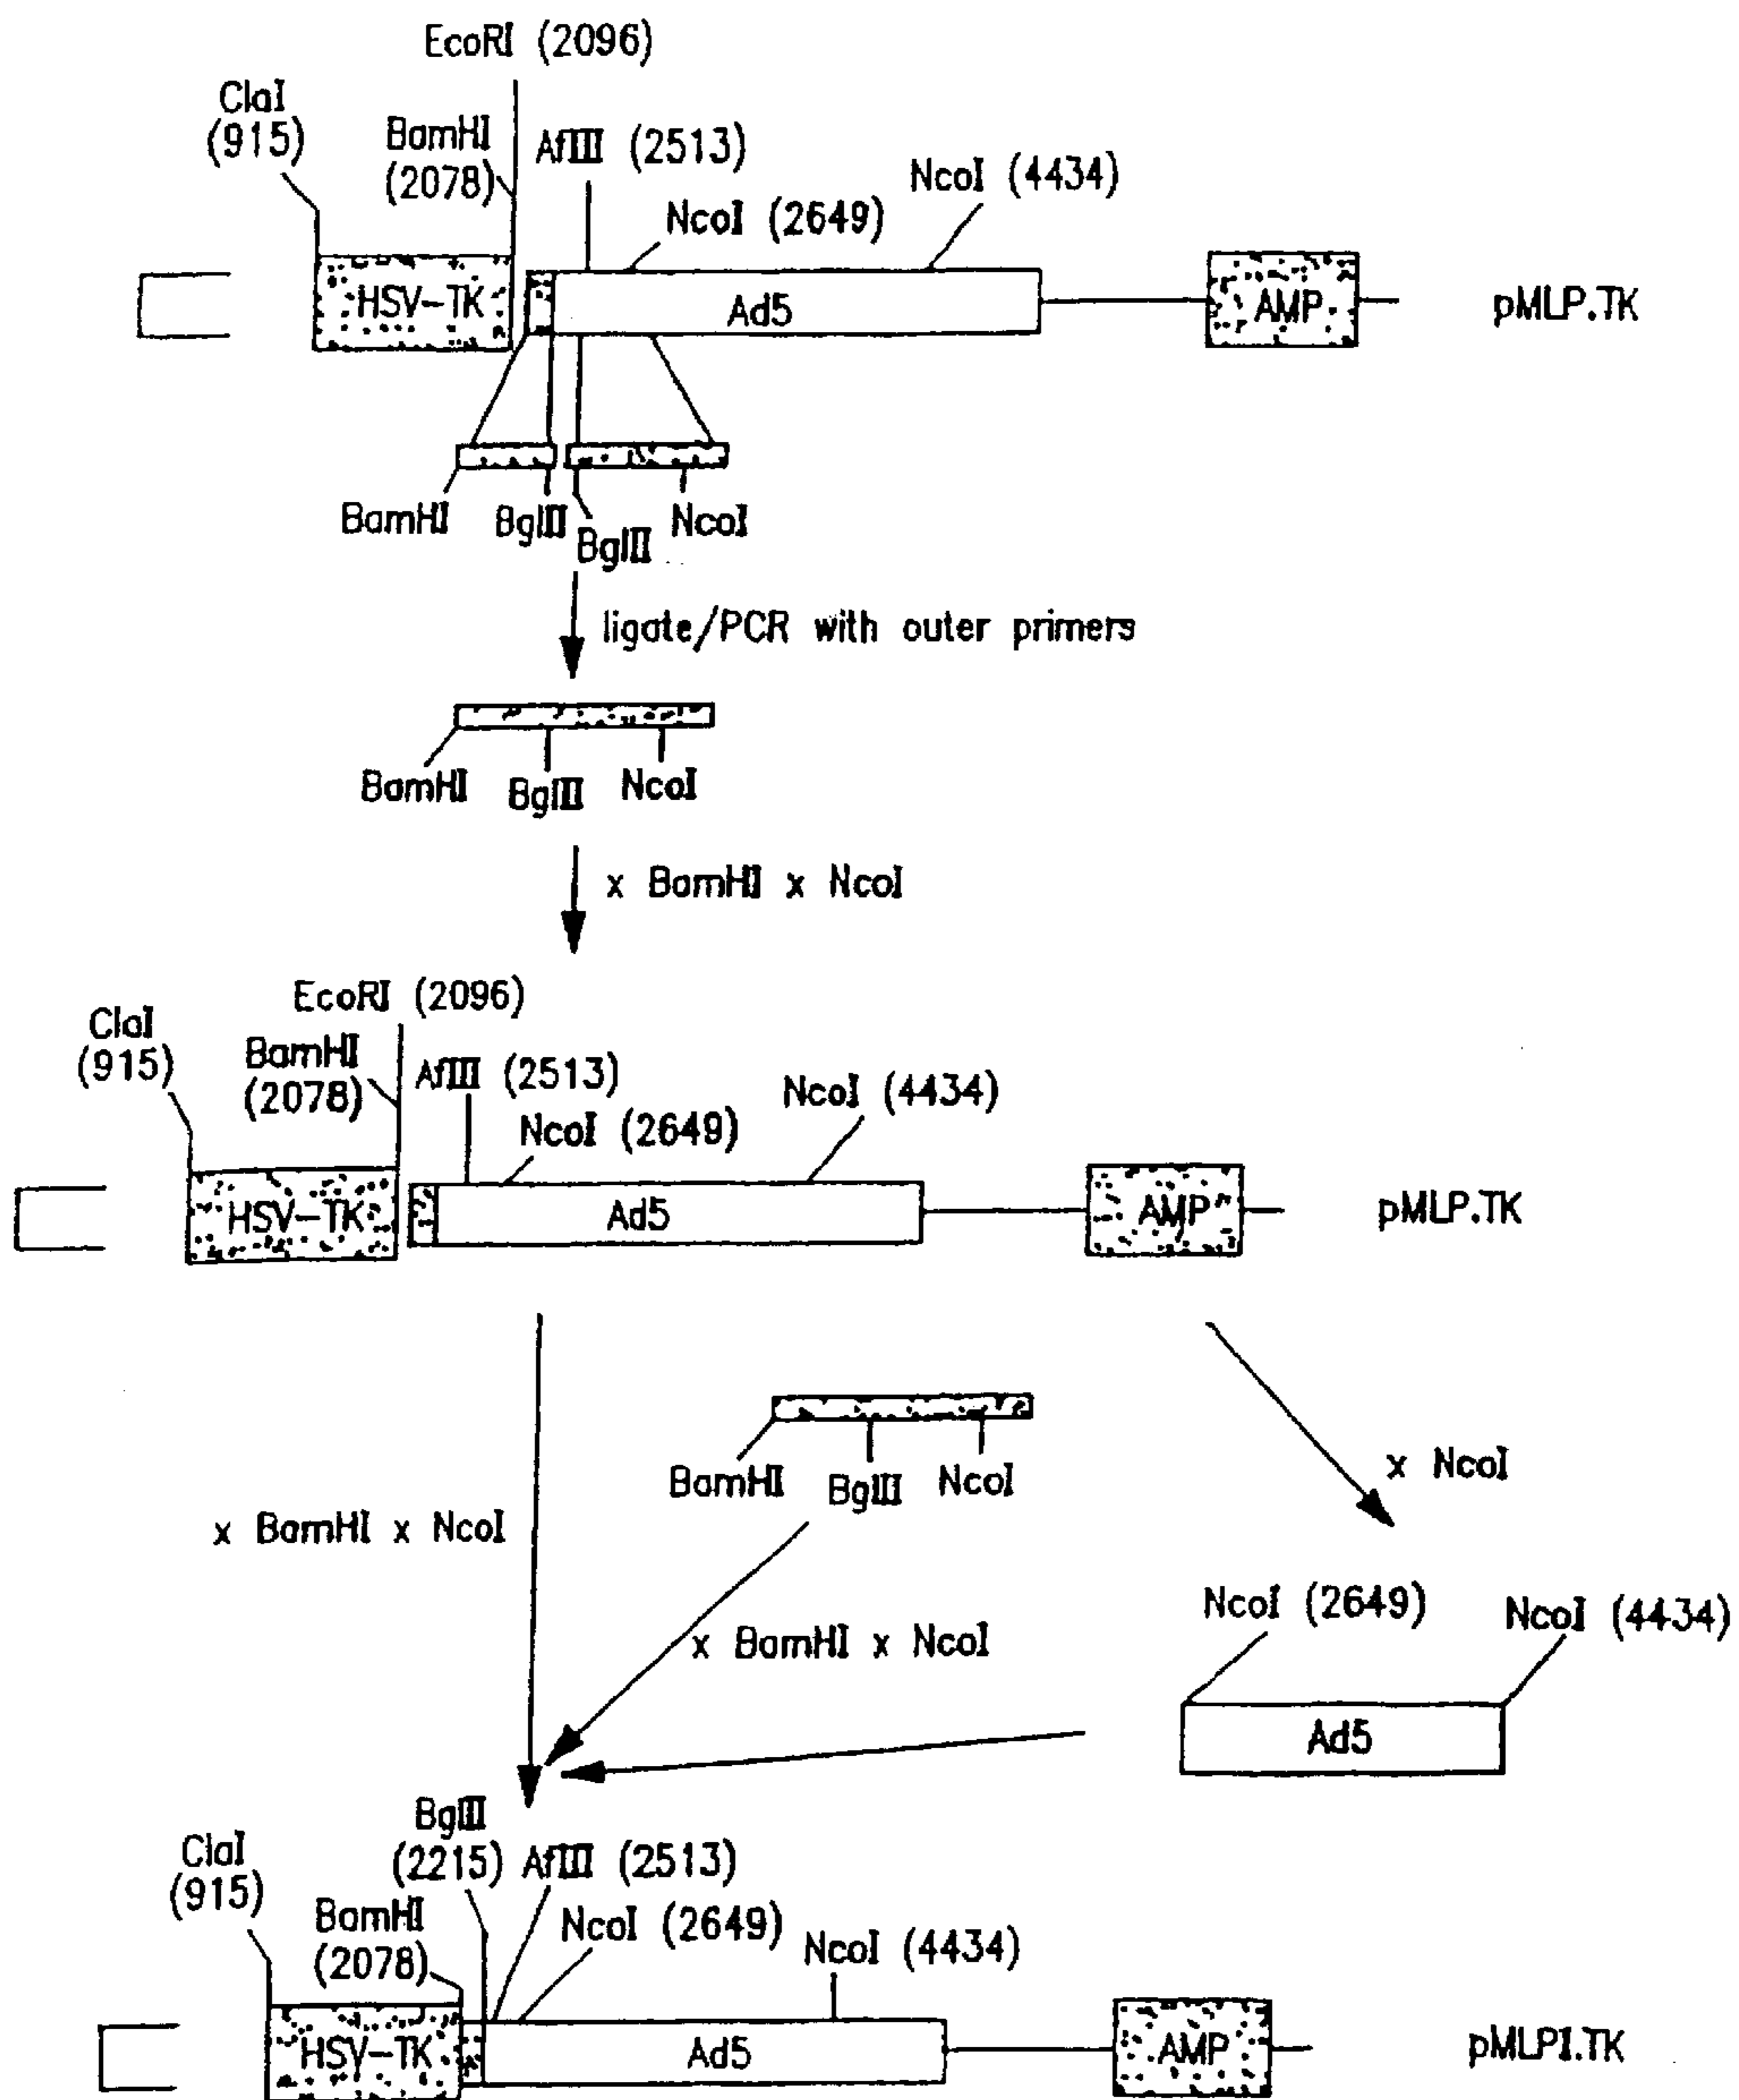 EcoRI (2096)
ClaI
(915)
BamHI
(2078)
AflII (2513)
NcoI (2649)
NcoI (4434)
HSV-TK
Ad5
AMP
pMLP.TK
BamHI
BglII
BglII
NcoI
ligate/PCR with outer primers
BamHI
BglII
NcoI
x BamHI x NcoI
EcoRI (2096)
ClaI
(915)
BamHI
(2078)
AflII (2513)
NcoI (2649)
NcoI (4434)
HSV-TK
Ad5
AMP
pMLP.TK
BamHI
BglII
NcoI
x NcoI
x BamHI x NcoI
x BamHI x NcoI
NcoI (2649)
NcoI (4434)
Ad5
BglII
(2215)
AflII (2513)
ClaI
(915)
BamHI
(2078)
NcoI (2649)
NcoI (4434)
HSV-TK
Ad5
AMP
pMLPI.TK